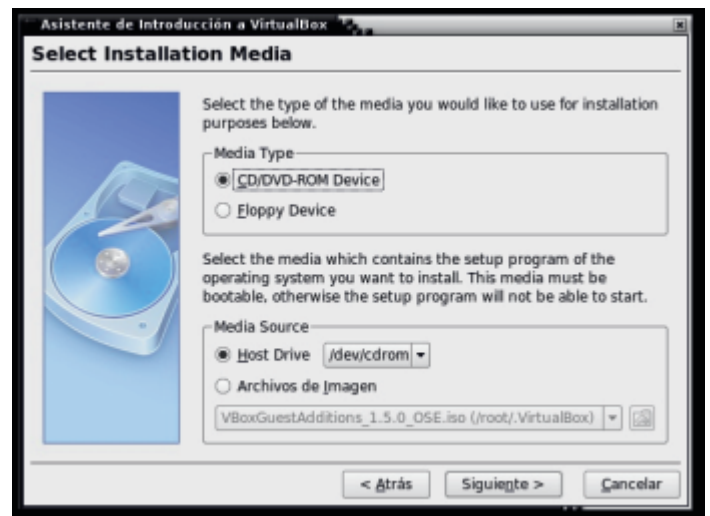 Asistente de Introducción a VirtualBox
Select Installation Media
Select the type of the media you would like to use for installation
purposes below.
Media Type
CD/DVD-ROM Device
Floppy Device
Select the media which contains the setup program of the
operating system you want to install. This media must be
bootable, otherwise the setup program will not be able to start.
Media Source
Host Drive /dev/cdrom
Archivos de Imagen
VBoxGuestAdditions_1.5.0_OSE.iso (/root/.VirtualBox)
< Atrás Siguiente > Cancelar